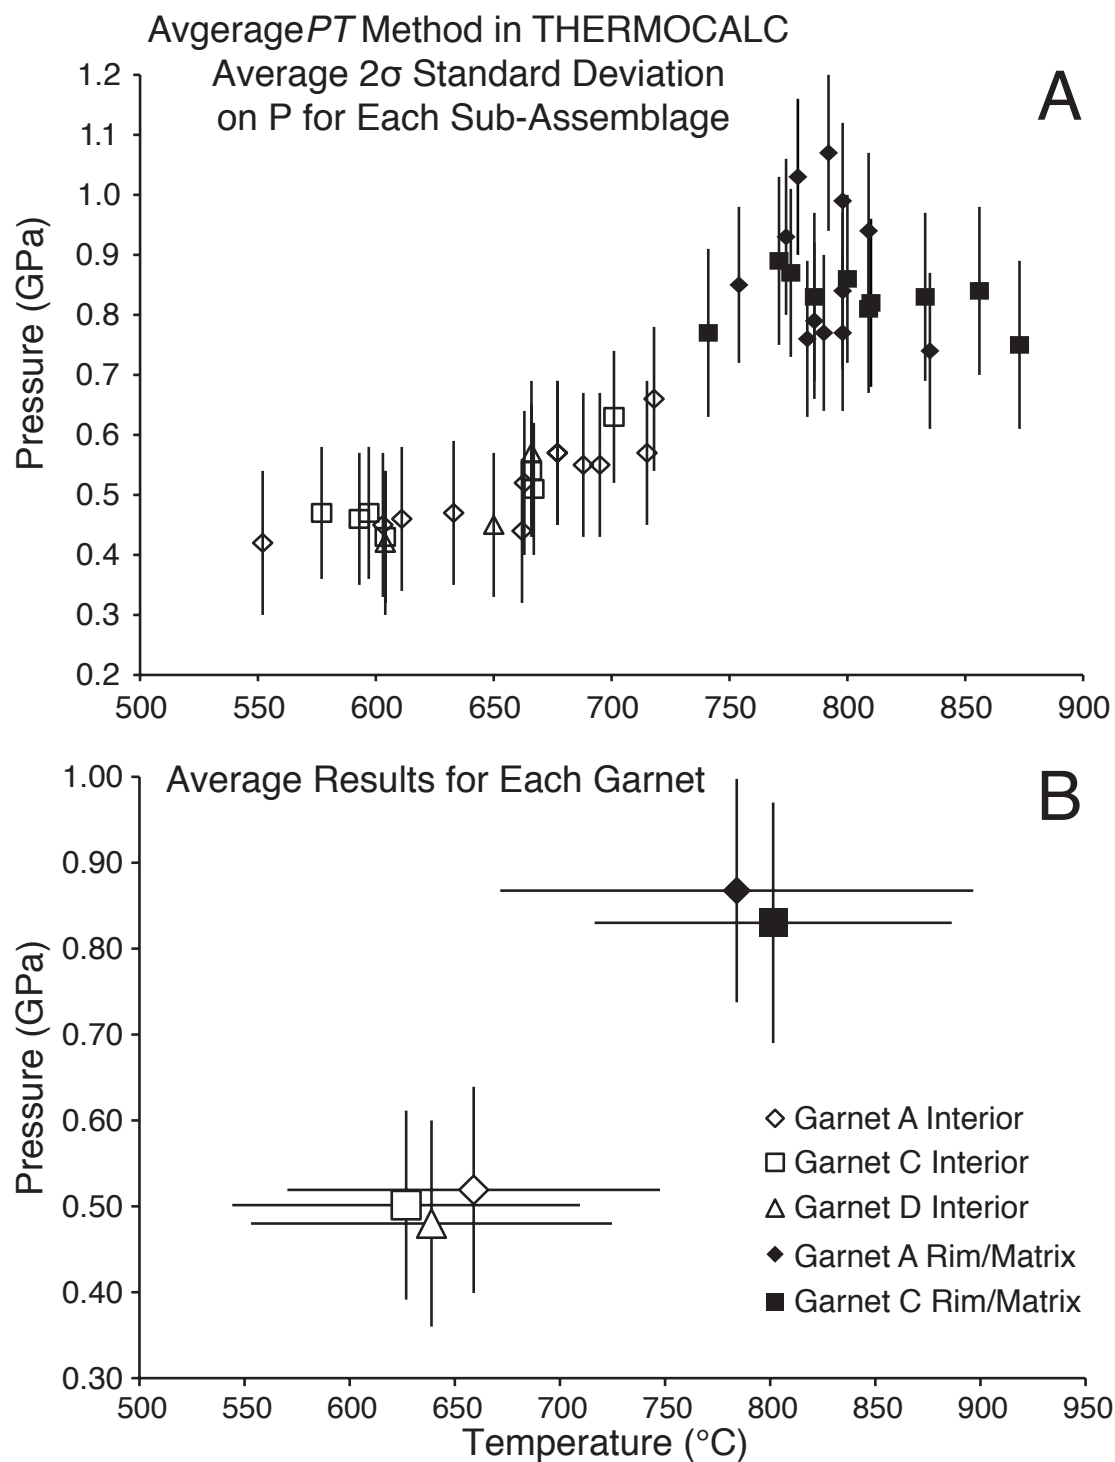 Avgerage PT Method in THERMOCALC
Average 2σ Standard Deviation
on P for Each Sub-Assemblage
A
Pressure (GPa)
1.2
1.1
1.0
0.9
0.8
0.7
0.6
0.5
0.4
0.3
0.2
500 550 600 650 700 750 800 850 900
Average Results for Each Garnet
B
Pressure (GPa)
1.00
0.90
0.80
0.70
0.60
0.50
0.40
0.30
Garnet A Interior
Garnet C Interior
Garnet D Interior
Garnet A Rim/Matrix
Garnet C Rim/Matrix
500 550 600 650 700 750 800 850 900 950
Temperature (°C)